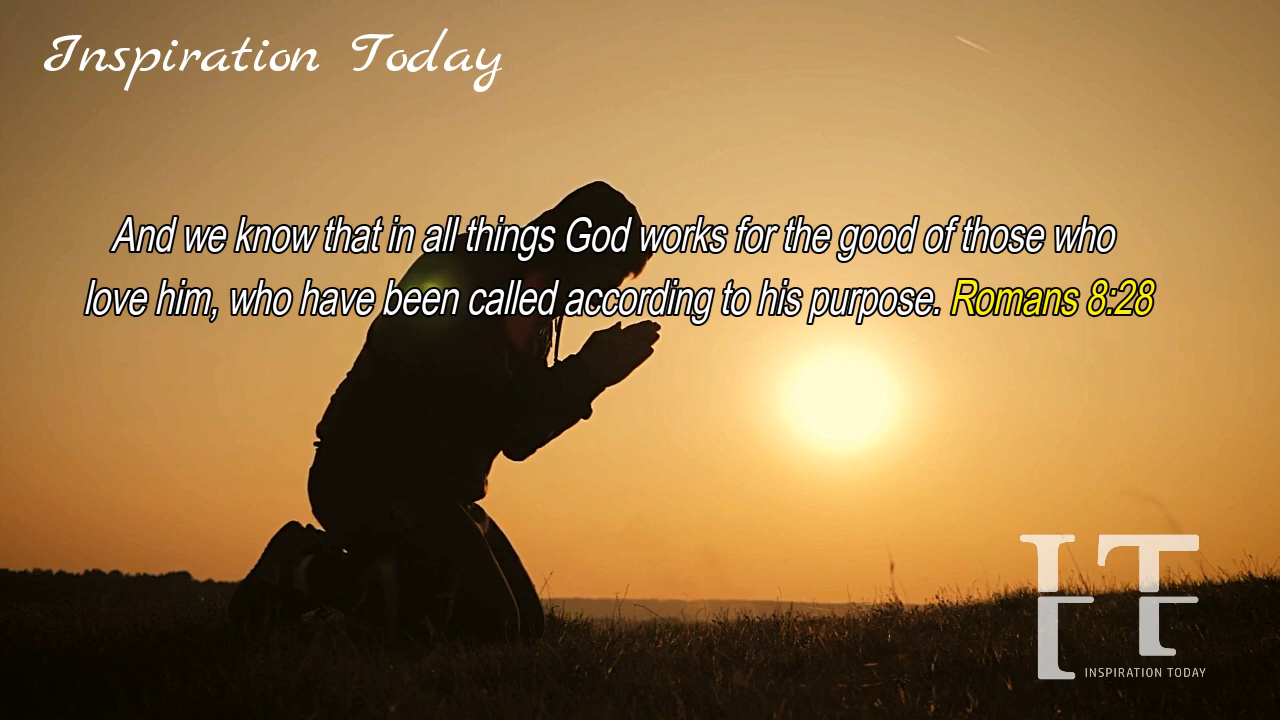 Inspiration Today
And we know that in all things God works for the good of those who
love him, who have been called according to his purpose. Romans 8:28
IT
INSPIRATION TODAY